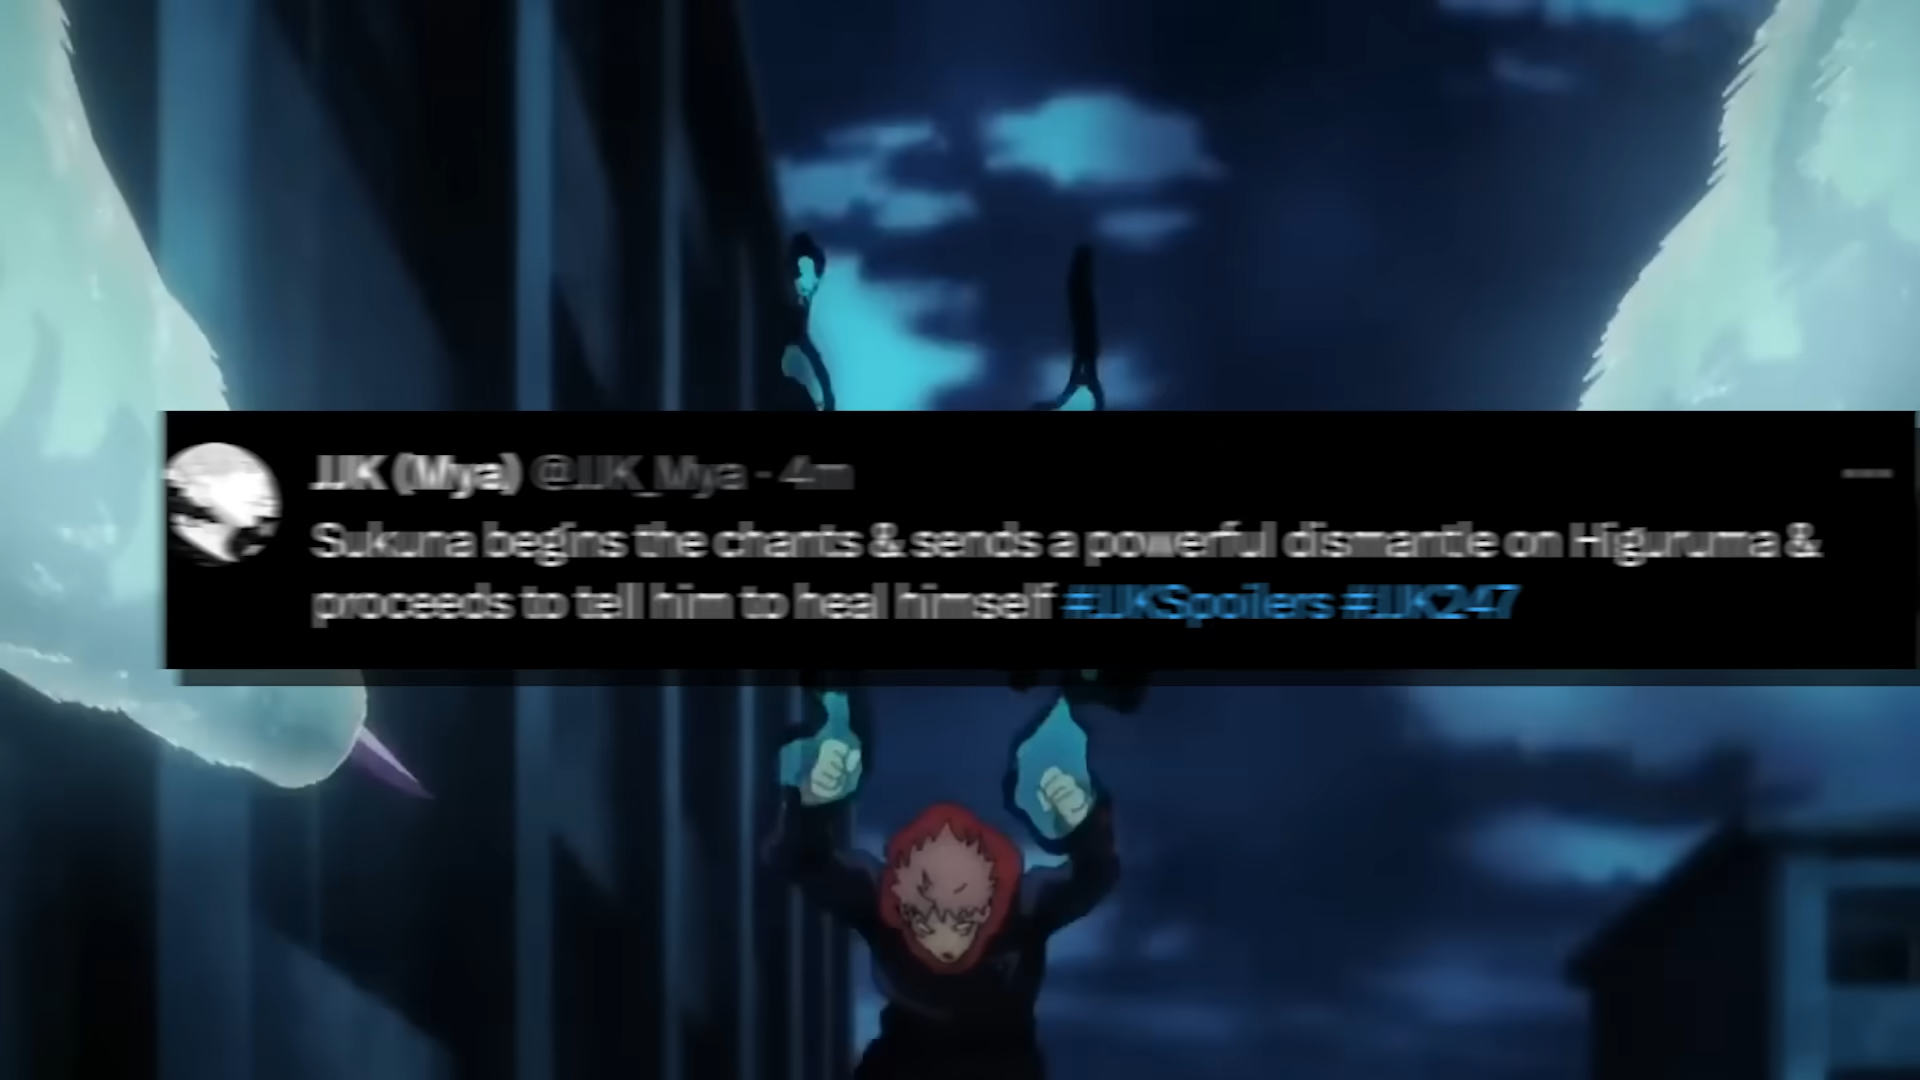 JJK (Mya) @JJK_Mya · 4m
Sukuna begins the chants & sends a powerful dismantle on Higuruma &
proceeds to tell him to heal himself #JJKSpoilers #JJK247